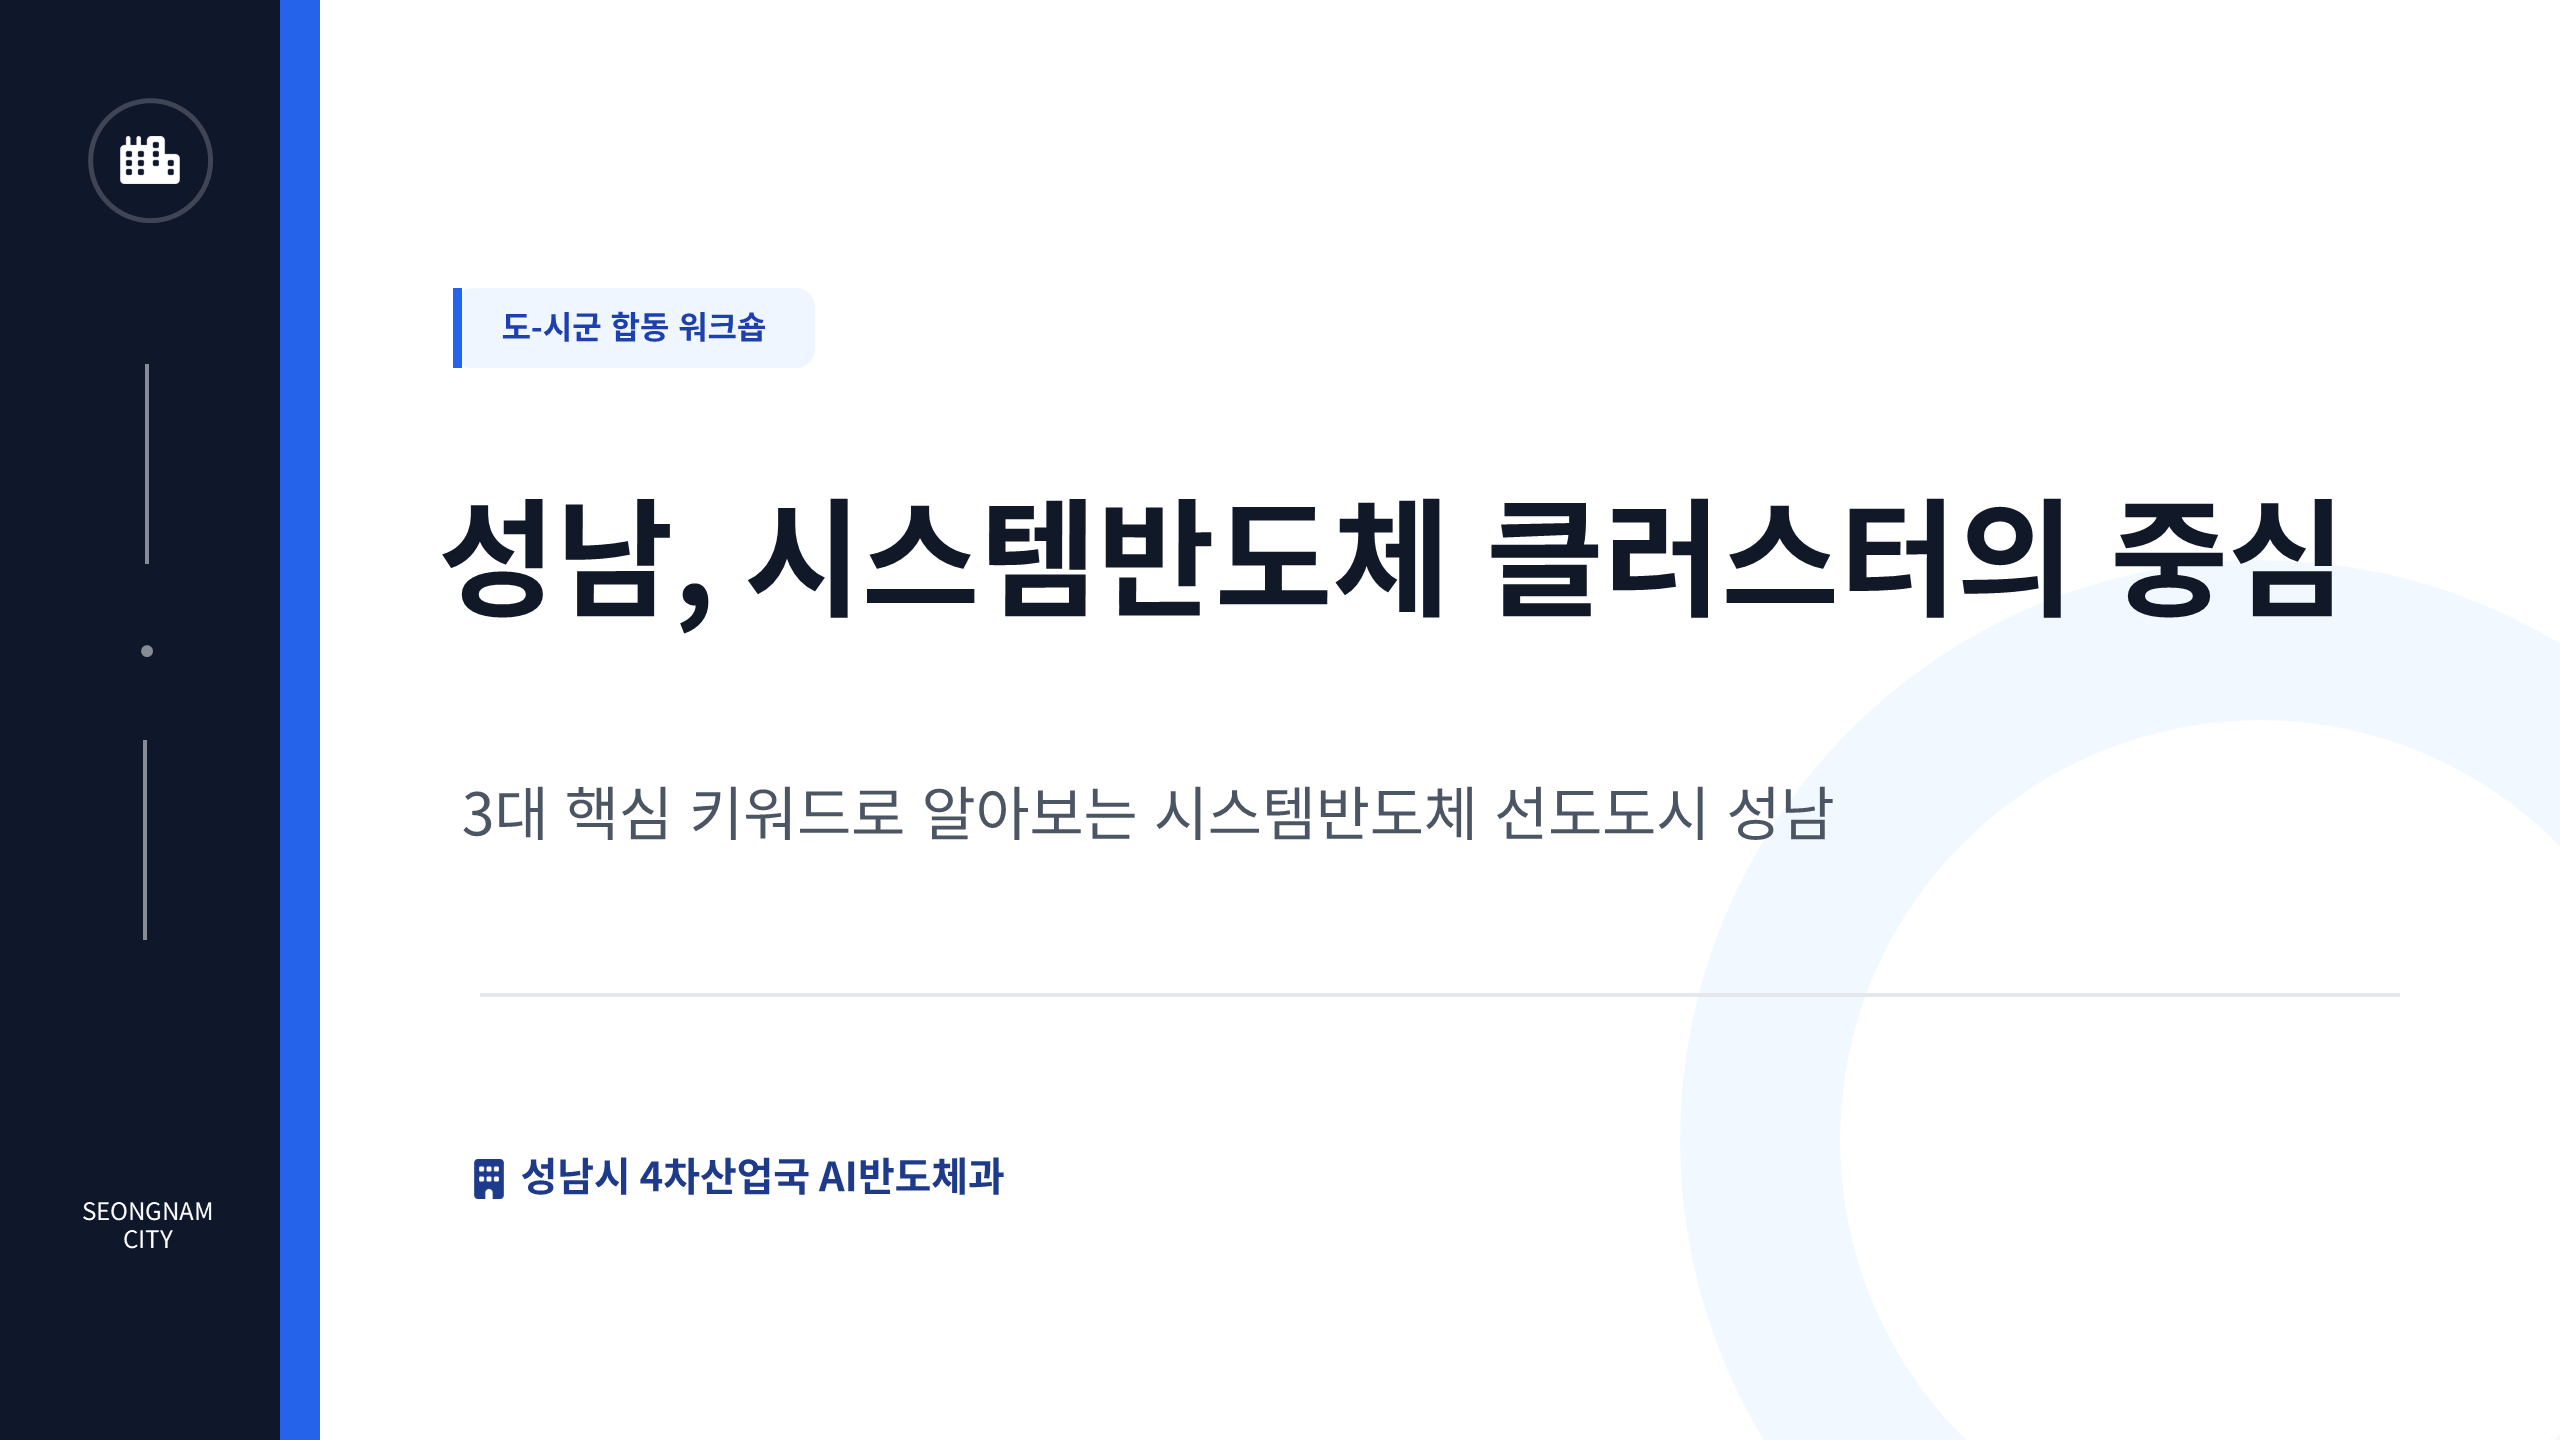 도-시군 합동 워크숍
성남, 시스템반도체 클러스터의 중심
3대 핵심 키워드로 알아보는 시스템반도체 선도도시 성남
성남시 4차산업국 AI반도체과
SEONGNAM
CITY